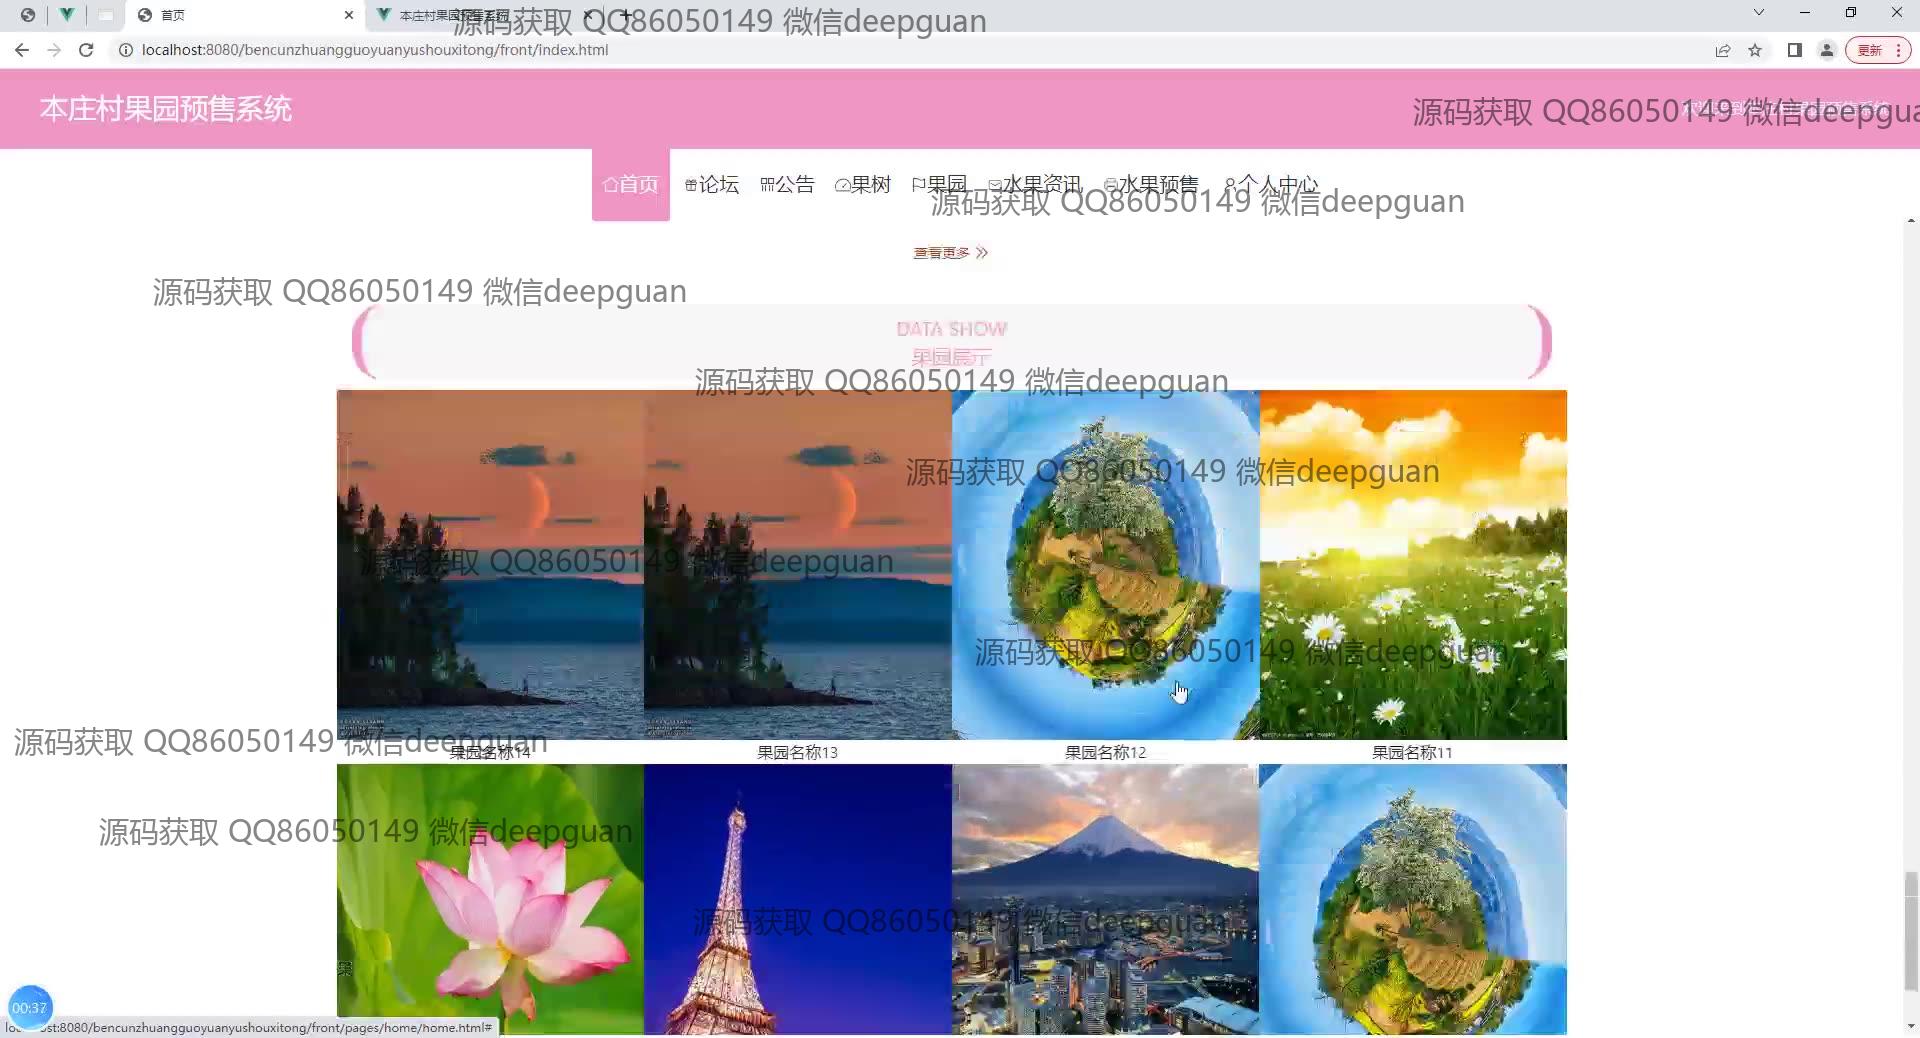 首页
本庄村果园预售系统
源码获取 QQ86050149 微信deepguan
localhost:8080/bencunzhuangguoyuanyushouxitong/front/index.html
更新
本庄村果园预售系统
源码获取 QQ86050149 微信deepgua
首页 论坛 公告 果树 果园 水果资讯 水果预售 个人中心
源码获取 QQ86050149 微信deepguan
查看更多
源码获取 QQ86050149 微信deepguan
DATA SHOW
果园展示
源码获取 QQ86050149 微信deepguan
源码获取 QQ86050149 微信deepguan
源码获取 QQ86050149 微信deepguan
源码获取 QQ86050149 微信deepguan
源码获取 QQ86050149 微信deepguan
果园名称14 果园名称13 果园名称12 果园名称11
源码获取 QQ86050149 微信deepguan
源码获取 QQ86050149 微信deepguan
果
00:37
localhost:8080/bencunzhuangguoyuanyushouxitong/front/pages/home/home.html#